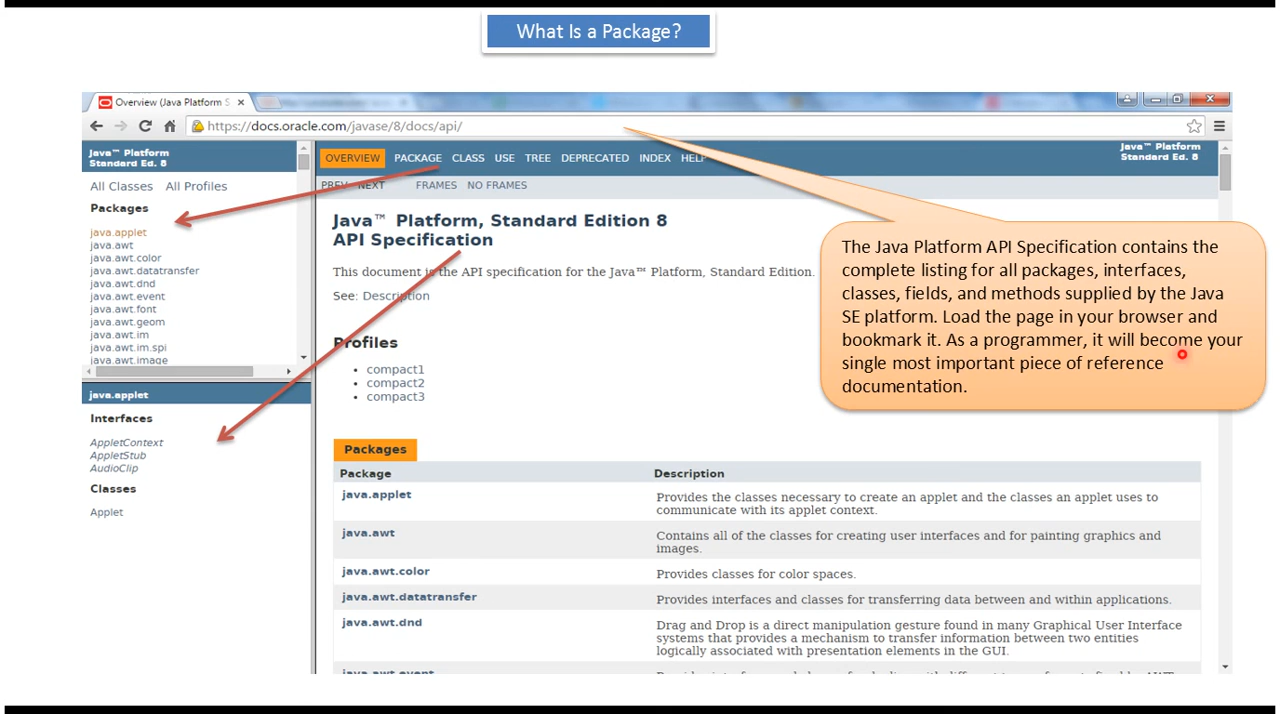 What Is a Package?
Overview (Java Platform S
https://docs.oracle.com/javase/8/docs/api/
Java™ Platform
Standard Ed. 8
All Classes All Profiles
Packages
java.applet
java.awt
java.awt.color
java.awt.datatransfer
java.awt.dnd
java.awt.event
java.awt.font
java.awt.geom
java.awt.im
java.awt.im.spi
java.awt.image
java.applet
Interfaces
AppletContext
AppletStub
AudioClip
Classes
Applet
OVERVIEW PACKAGE CLASS USE TREE DEPRECATED INDEX HELP
Java™ Platform
Standard Ed. 8
PREV NEXT FRAMES NO FRAMES
Java™ Platform, Standard Edition 8
API Specification
This document is the API specification for the Java™ Platform, Standard Edition.
See: Description
Profiles
• compact1
• compact2
• compact3
Packages
Package Description
java.applet Provides the classes necessary to create an applet and the classes an applet uses to
communicate with its applet context.
java.awt Contains all of the classes for creating user interfaces and for painting graphics and
images.
java.awt.color Provides classes for color spaces.
java.awt.datatransfer Provides interfaces and classes for transferring data between and within applications.
java.awt.dnd Drag and Drop is a direct manipulation gesture found in many Graphical User Interface
systems that provides a mechanism to transfer information between two entities
logically associated with presentation elements in the GUI.
java.awt.event
The Java Platform API Specification contains the
complete listing for all packages, interfaces,
classes, fields, and methods supplied by the Java
SE platform. Load the page in your browser and
bookmark it. As a programmer, it will become your
single most important piece of reference
documentation.